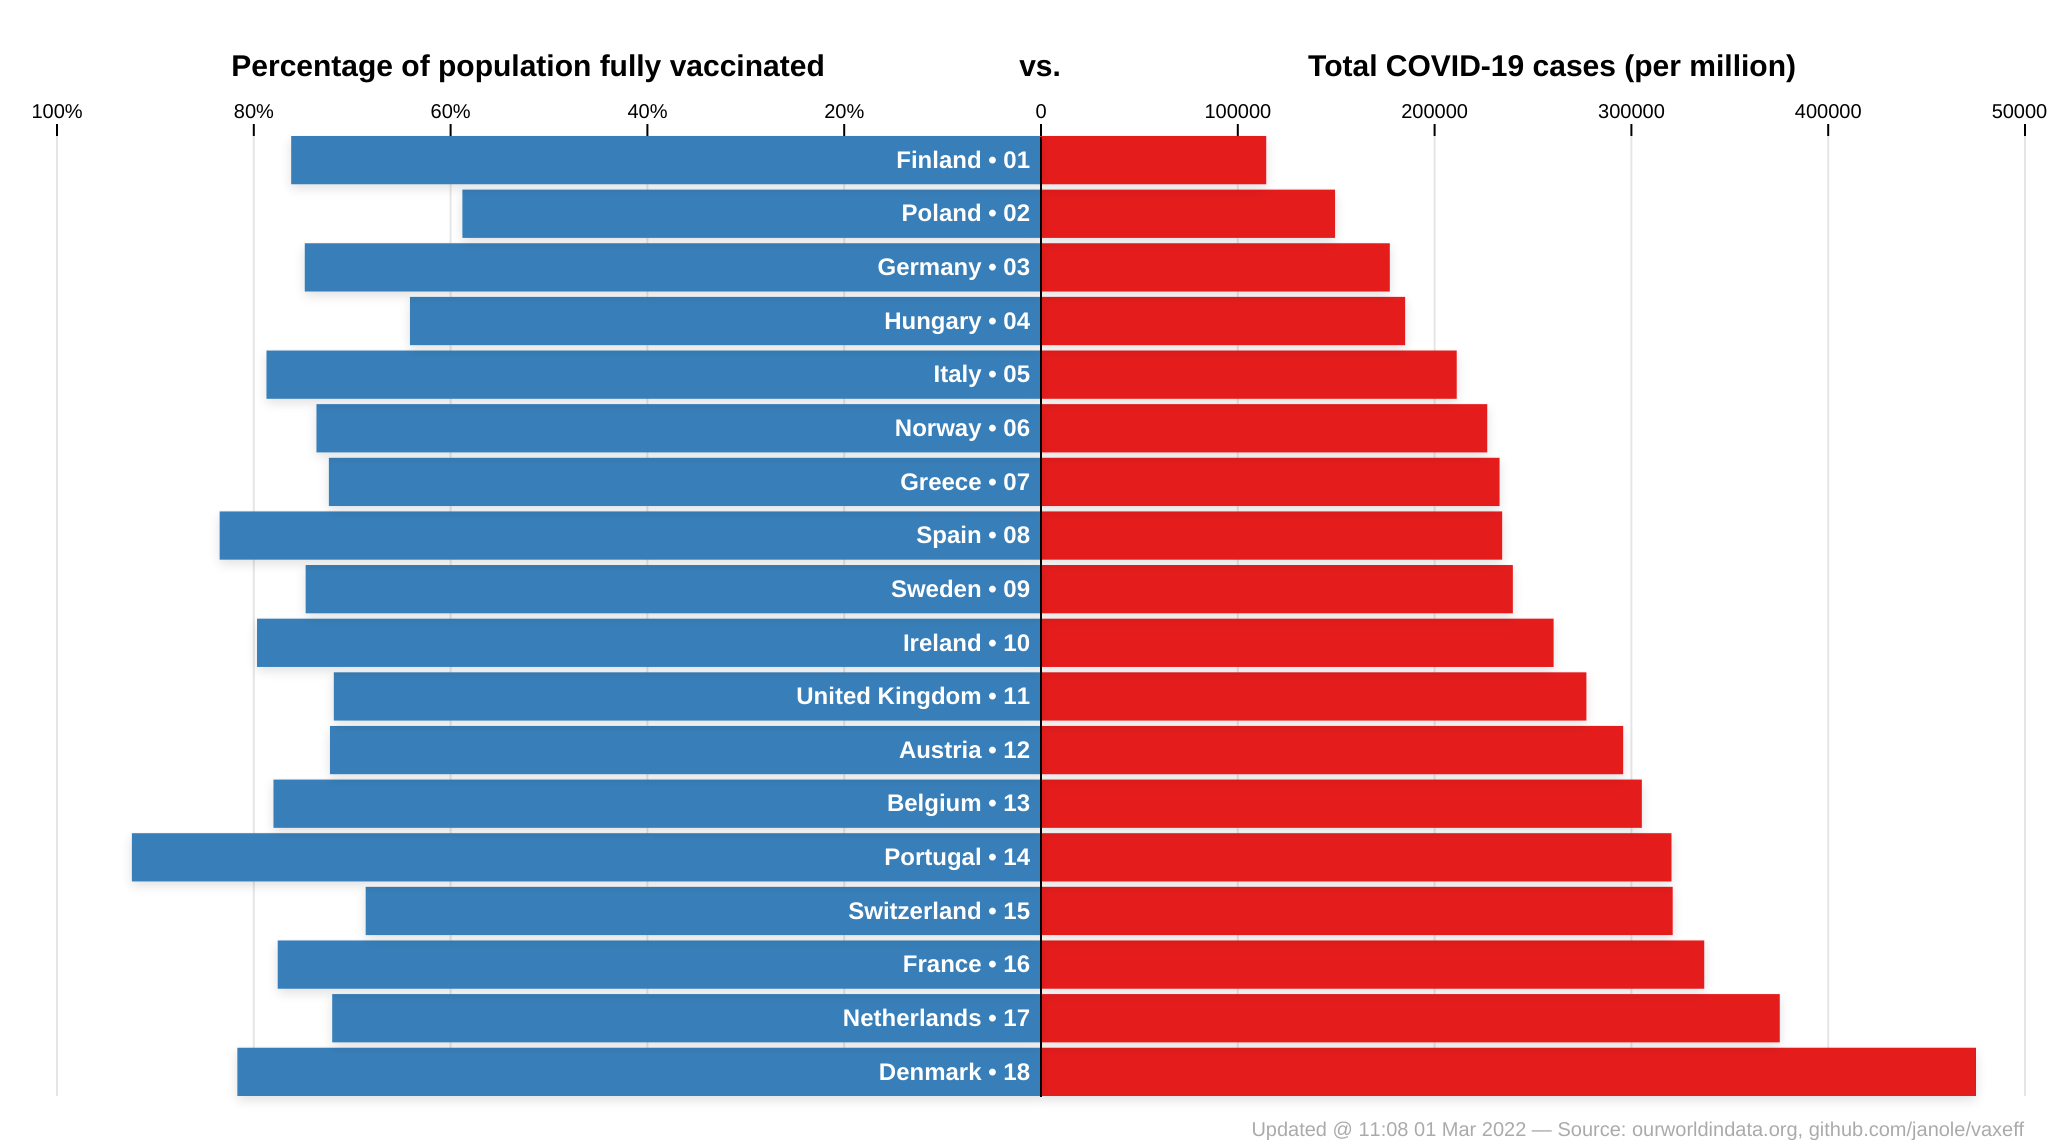 Percentage of population fully vaccinated vs. Total COVID-19 cases (per million)
100% 80% 60% 40% 20% 0 100000 200000 300000 400000 50000
Finland • 01
Poland • 02
Germany • 03
Hungary • 04
Italy • 05
Norway • 06
Greece • 07
Spain • 08
Sweden • 09
Ireland • 10
United Kingdom • 11
Austria • 12
Belgium • 13
Portugal • 14
Switzerland • 15
France • 16
Netherlands • 17
Denmark • 18
Updated @ 11:08 01 Mar 2022 — Source: ourworldindata.org, github.com/janole/vaxeff